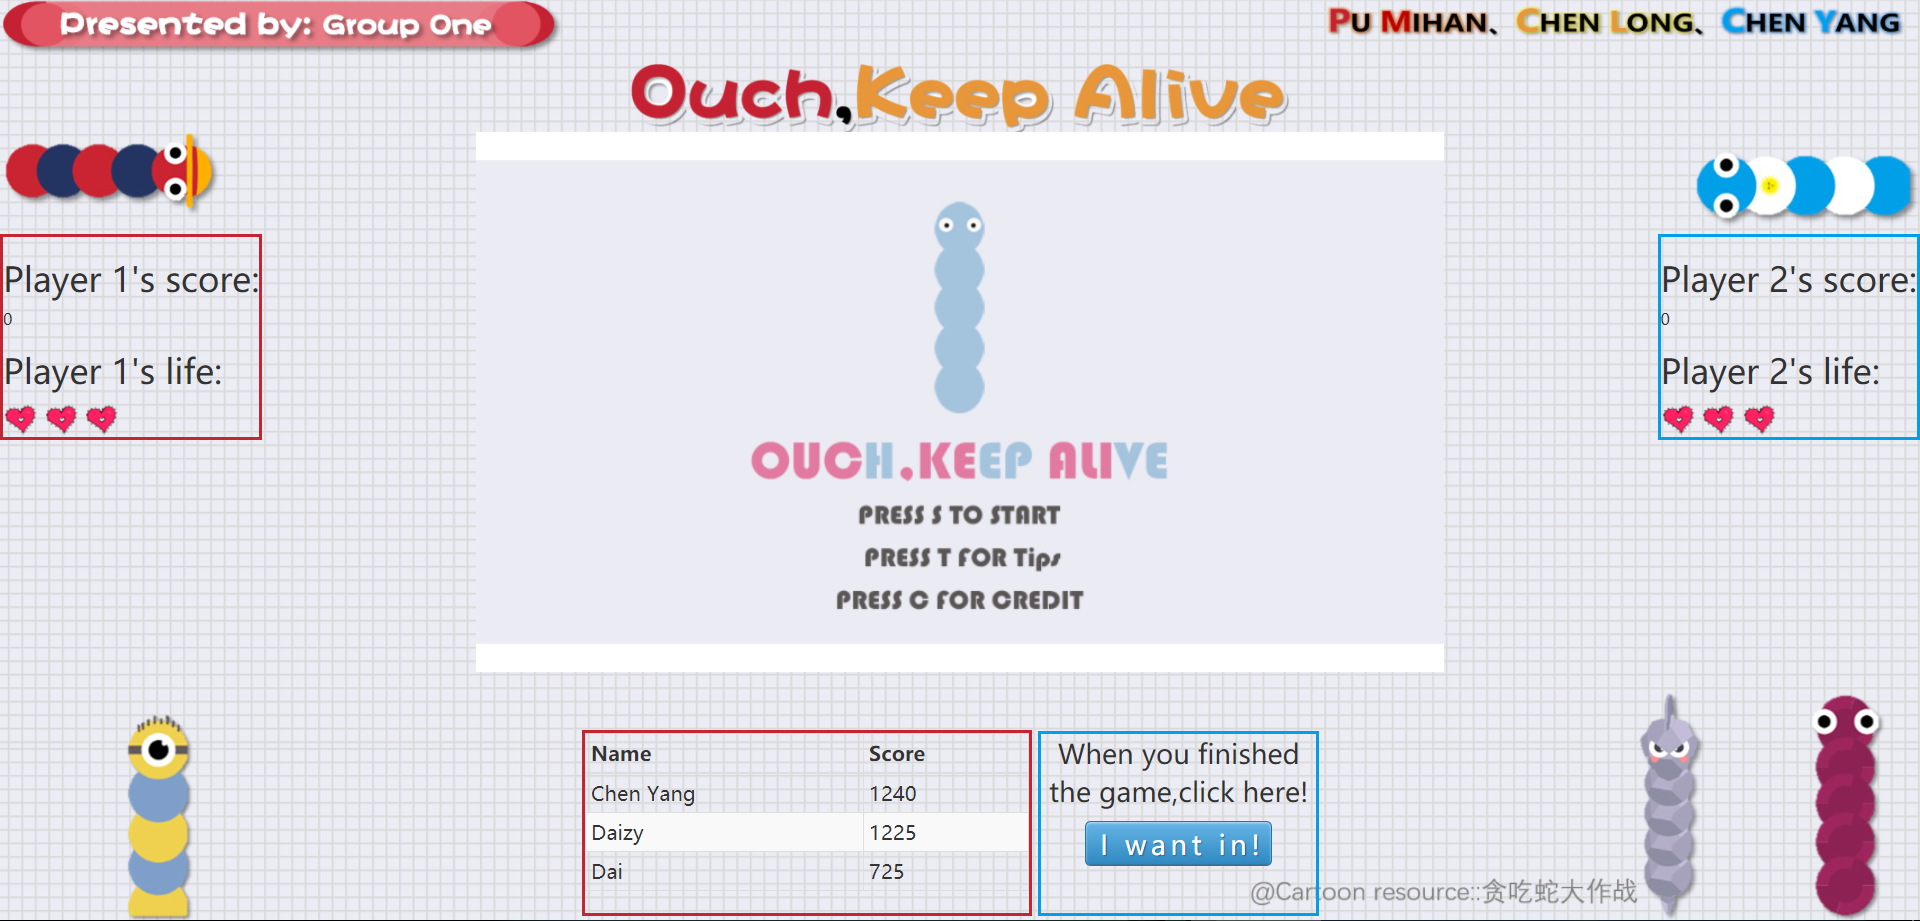 Presented by: Group One
PU MIHAN、CHEN LONG、CHEN YANG
Ouch,Keep Alive
Player 1's score:
0
Player 1's life:
Player 2's score:
0
Player 2's life:
OUCH,KEEP ALIVE
PRESS S TO START
PRESS T FOR Tips
PRESS C FOR CREDIT
Name Score
Chen Yang 1240
Daizy 1225
Dai 725
When you finished
the game,click here!
I want in!
@Cartoon resource::贪吃蛇大作战